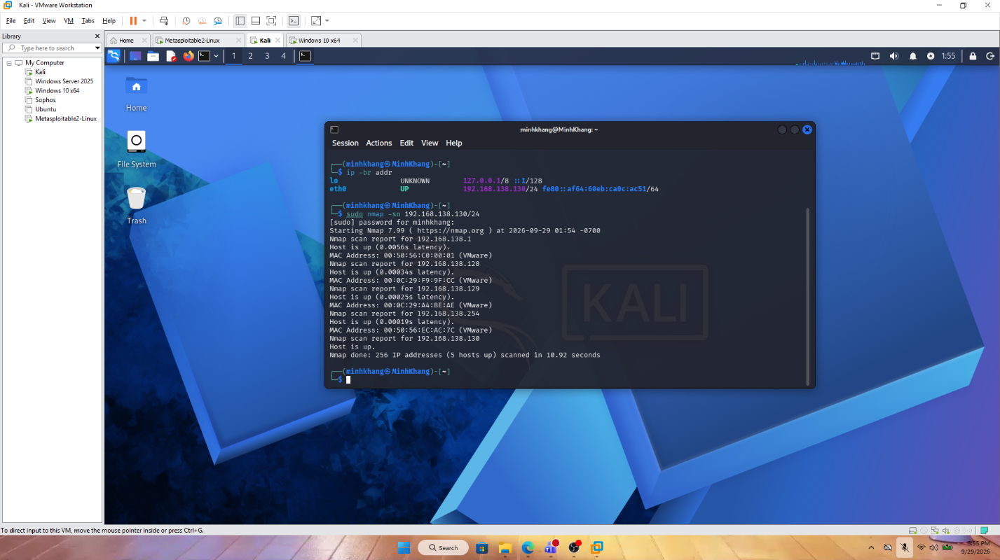 Kali - VMware Workstation
File Edit View VM Tabs Help
Library
Type here to search
My Computer
Kali
Windows Server 2025
Windows 10 x64
Sophos
Ubuntu
Metasploitable2-Linux
Home Metasploitable2-Linux Kali Windows 10 x64
1 2 3 4 1:55
Home
File System
Trash
minhkhang@MinhKhang: ~
Session Actions Edit View Help
┌──(minhkhang㉿MinhKhang)-[~]
└─$ ip -br addr
lo UNKNOWN 127.0.0.1/8 ::1/128
eth0 UP 192.168.138.130/24 fe80::af64:60eb:ca0c:ac51/64
┌──(minhkhang㉿MinhKhang)-[~]
└─$ sudo nmap -sn 192.168.138.130/24
[sudo] password for minhkhang:
Starting Nmap 7.99 ( https://nmap.org ) at 2026-09-29 01:54 -0700
Nmap scan report for 192.168.138.1
Host is up (0.0056s latency).
MAC Address: 00:50:56:C0:00:01 (VMware)
Nmap scan report for 192.168.138.128
Host is up (0.00034s latency).
MAC Address: 00:0C:29:F9:9F:CC (VMware)
Nmap scan report for 192.168.138.129
Host is up (0.00025s latency).
MAC Address: 00:0C:29:A4:BE:AE (VMware)
Nmap scan report for 192.168.138.254
Host is up (0.00019s latency).
MAC Address: 00:50:56:EC:AC:7C (VMware)
Nmap scan report for 192.168.138.130
Host is up.
Nmap done: 256 IP addresses (5 hosts up) scanned in 10.92 seconds
┌──(minhkhang㉿MinhKhang)-[~]
└─$
KALI
To direct input to this VM, move the mouse pointer inside or press Ctrl+G.
Search
3:55 PM
9/29/2026